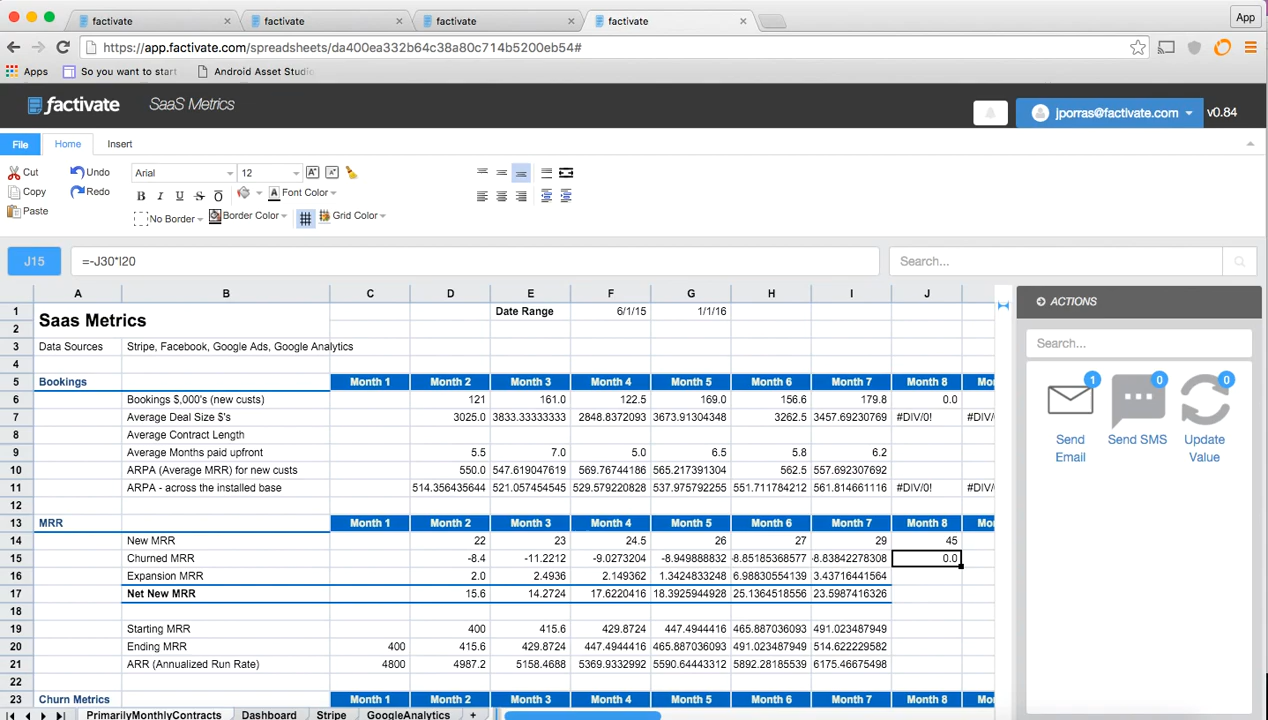 factivate × factivate × factivate × factivate × App
https://app.factivate.com/spreadsheets/da400ea332b64c38a80c714b5200eb54#
Apps So you want to start Android Asset Studio
factivate SaaS Metrics jporras@factivate.com v0.84
File Home Insert
Cut Undo Arial 12 A A
Copy Redo B I U S O A Font Color
Paste No Border Border Color Grid Color
J15 =-J30*I20 Search...
A B C D E F G H I J
1 Saas Metrics Date Range 6/1/15 1/1/16
2
3 Data Sources Stripe, Facebook, Google Ads, Google Analytics
4
5 Bookings Month 1 Month 2 Month 3 Month 4 Month 5 Month 6 Month 7 Month 8 Mo
6 Bookings $,000's (new custs) 121 161.0 122.5 169.0 156.6 179.8 0.0
7 Average Deal Size $'s 3025.0 3833.33333333 2848.8372093 3673.91304348 3262.5 3457.69230769 #DIV/0! #DIV/
8 Average Contract Length
9 Average Months paid upfront 5.5 7.0 5.0 6.5 5.8 6.2
10 ARPA (Average MRR) for new custs 550.0 547.619047619 569.76744186 565.217391304 562.5 557.692307692
11 ARPA - across the installed base 514.356435644 521.057454545 529.579220828 537.975792255 551.711784212 561.814661116 #DIV/0! #DIV/
12
13 MRR Month 1 Month 2 Month 3 Month 4 Month 5 Month 6 Month 7 Month 8 Mo
14 New MRR 22 23 24.5 26 27 29 45
15 Churned MRR -8.4 -11.2212 -9.0273204 -8.949888832 -8.85185368577 -8.83842278308 0.0
16 Expansion MRR 2.0 2.4936 2.149362 1.3424833248 6.98830554139 3.43716441564
17 Net New MRR 15.6 14.2724 17.6220416 18.3925944928 25.1364518556 23.5987416326
18
19 Starting MRR 400 415.6 429.8724 447.4944416 465.887036093 491.023487949
20 Ending MRR 400 415.6 429.8724 447.4944416 465.887036093 491.023487949 514.622229582
21 ARR (Annualized Run Rate) 4800 4987.2 5158.4688 5369.9332992 5590.64443312 5892.28185539 6175.46675498
22
23 Churn Metrics Month 1 Month 2 Month 3 Month 4 Month 5 Month 6 Month 7 Month 8 Mo
PrimarilyMonthlyContracts Dashboard Stripe GoogleAnalytics +
ACTIONS
Search...
1 0 0
Send Email Send SMS Update Value